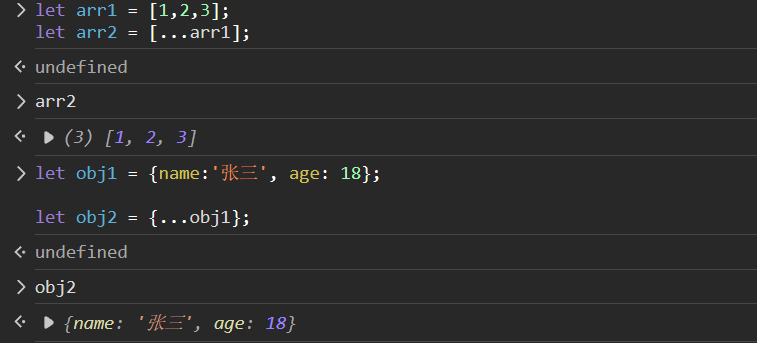 let arr1 = [1,2,3];
let arr2 = [...arr1];
undefined
arr2
(3) [1, 2, 3]
let obj1 = {name:'张三', age: 18};
let obj2 = {...obj1};
undefined
obj2
{name: '张三', age: 18}